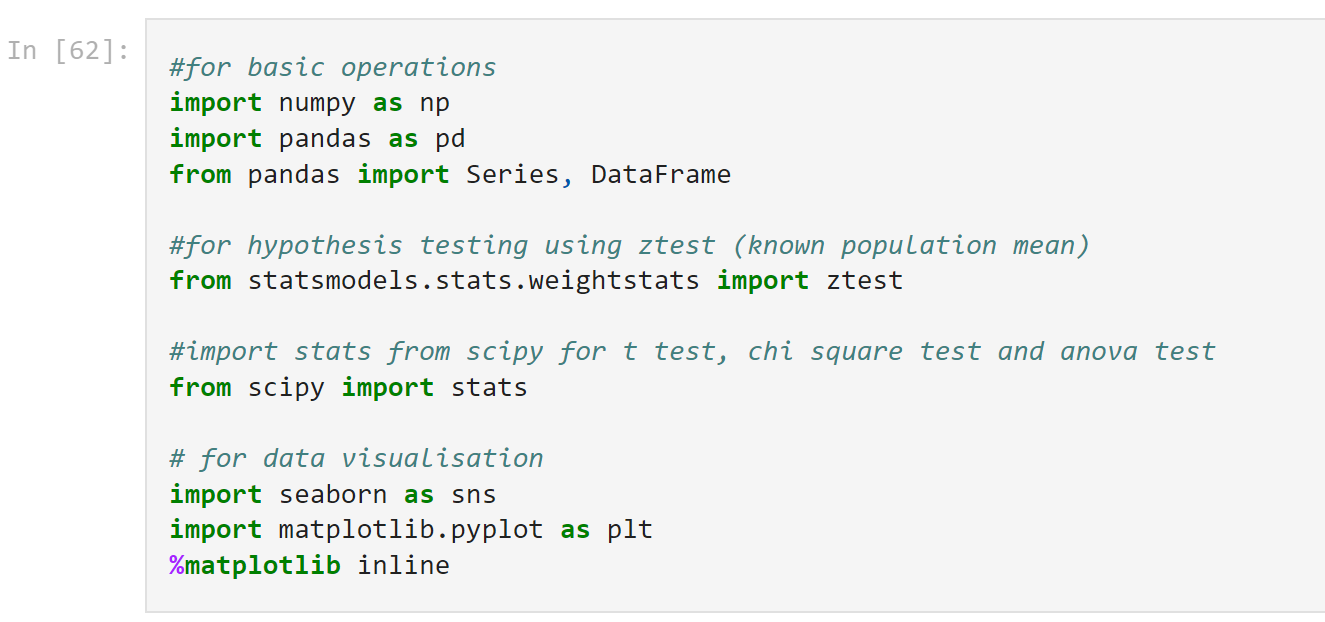 In [62]:
#for basic operations
import numpy as np
import pandas as pd
from pandas import Series, DataFrame
#for hypothesis testing using ztest (known population mean)
from statsmodels.stats.weightstats import ztest
#import stats from scipy for t test, chi square test and anova test
from scipy import stats
# for data visualisation
import seaborn as sns
import matplotlib.pyplot as plt
%matplotlib inline